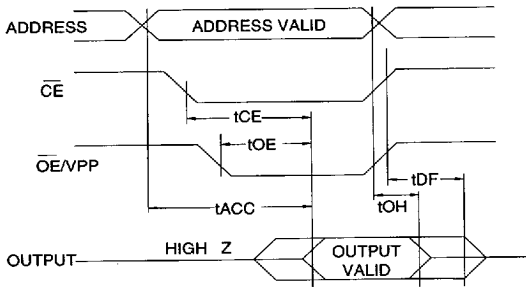 ADDRESS
ADDRESS VALID
CE
tCE
tOE
OE/VPP
tDF
tOH
tACC
HIGH Z
OUTPUT
OUTPUT
VALID